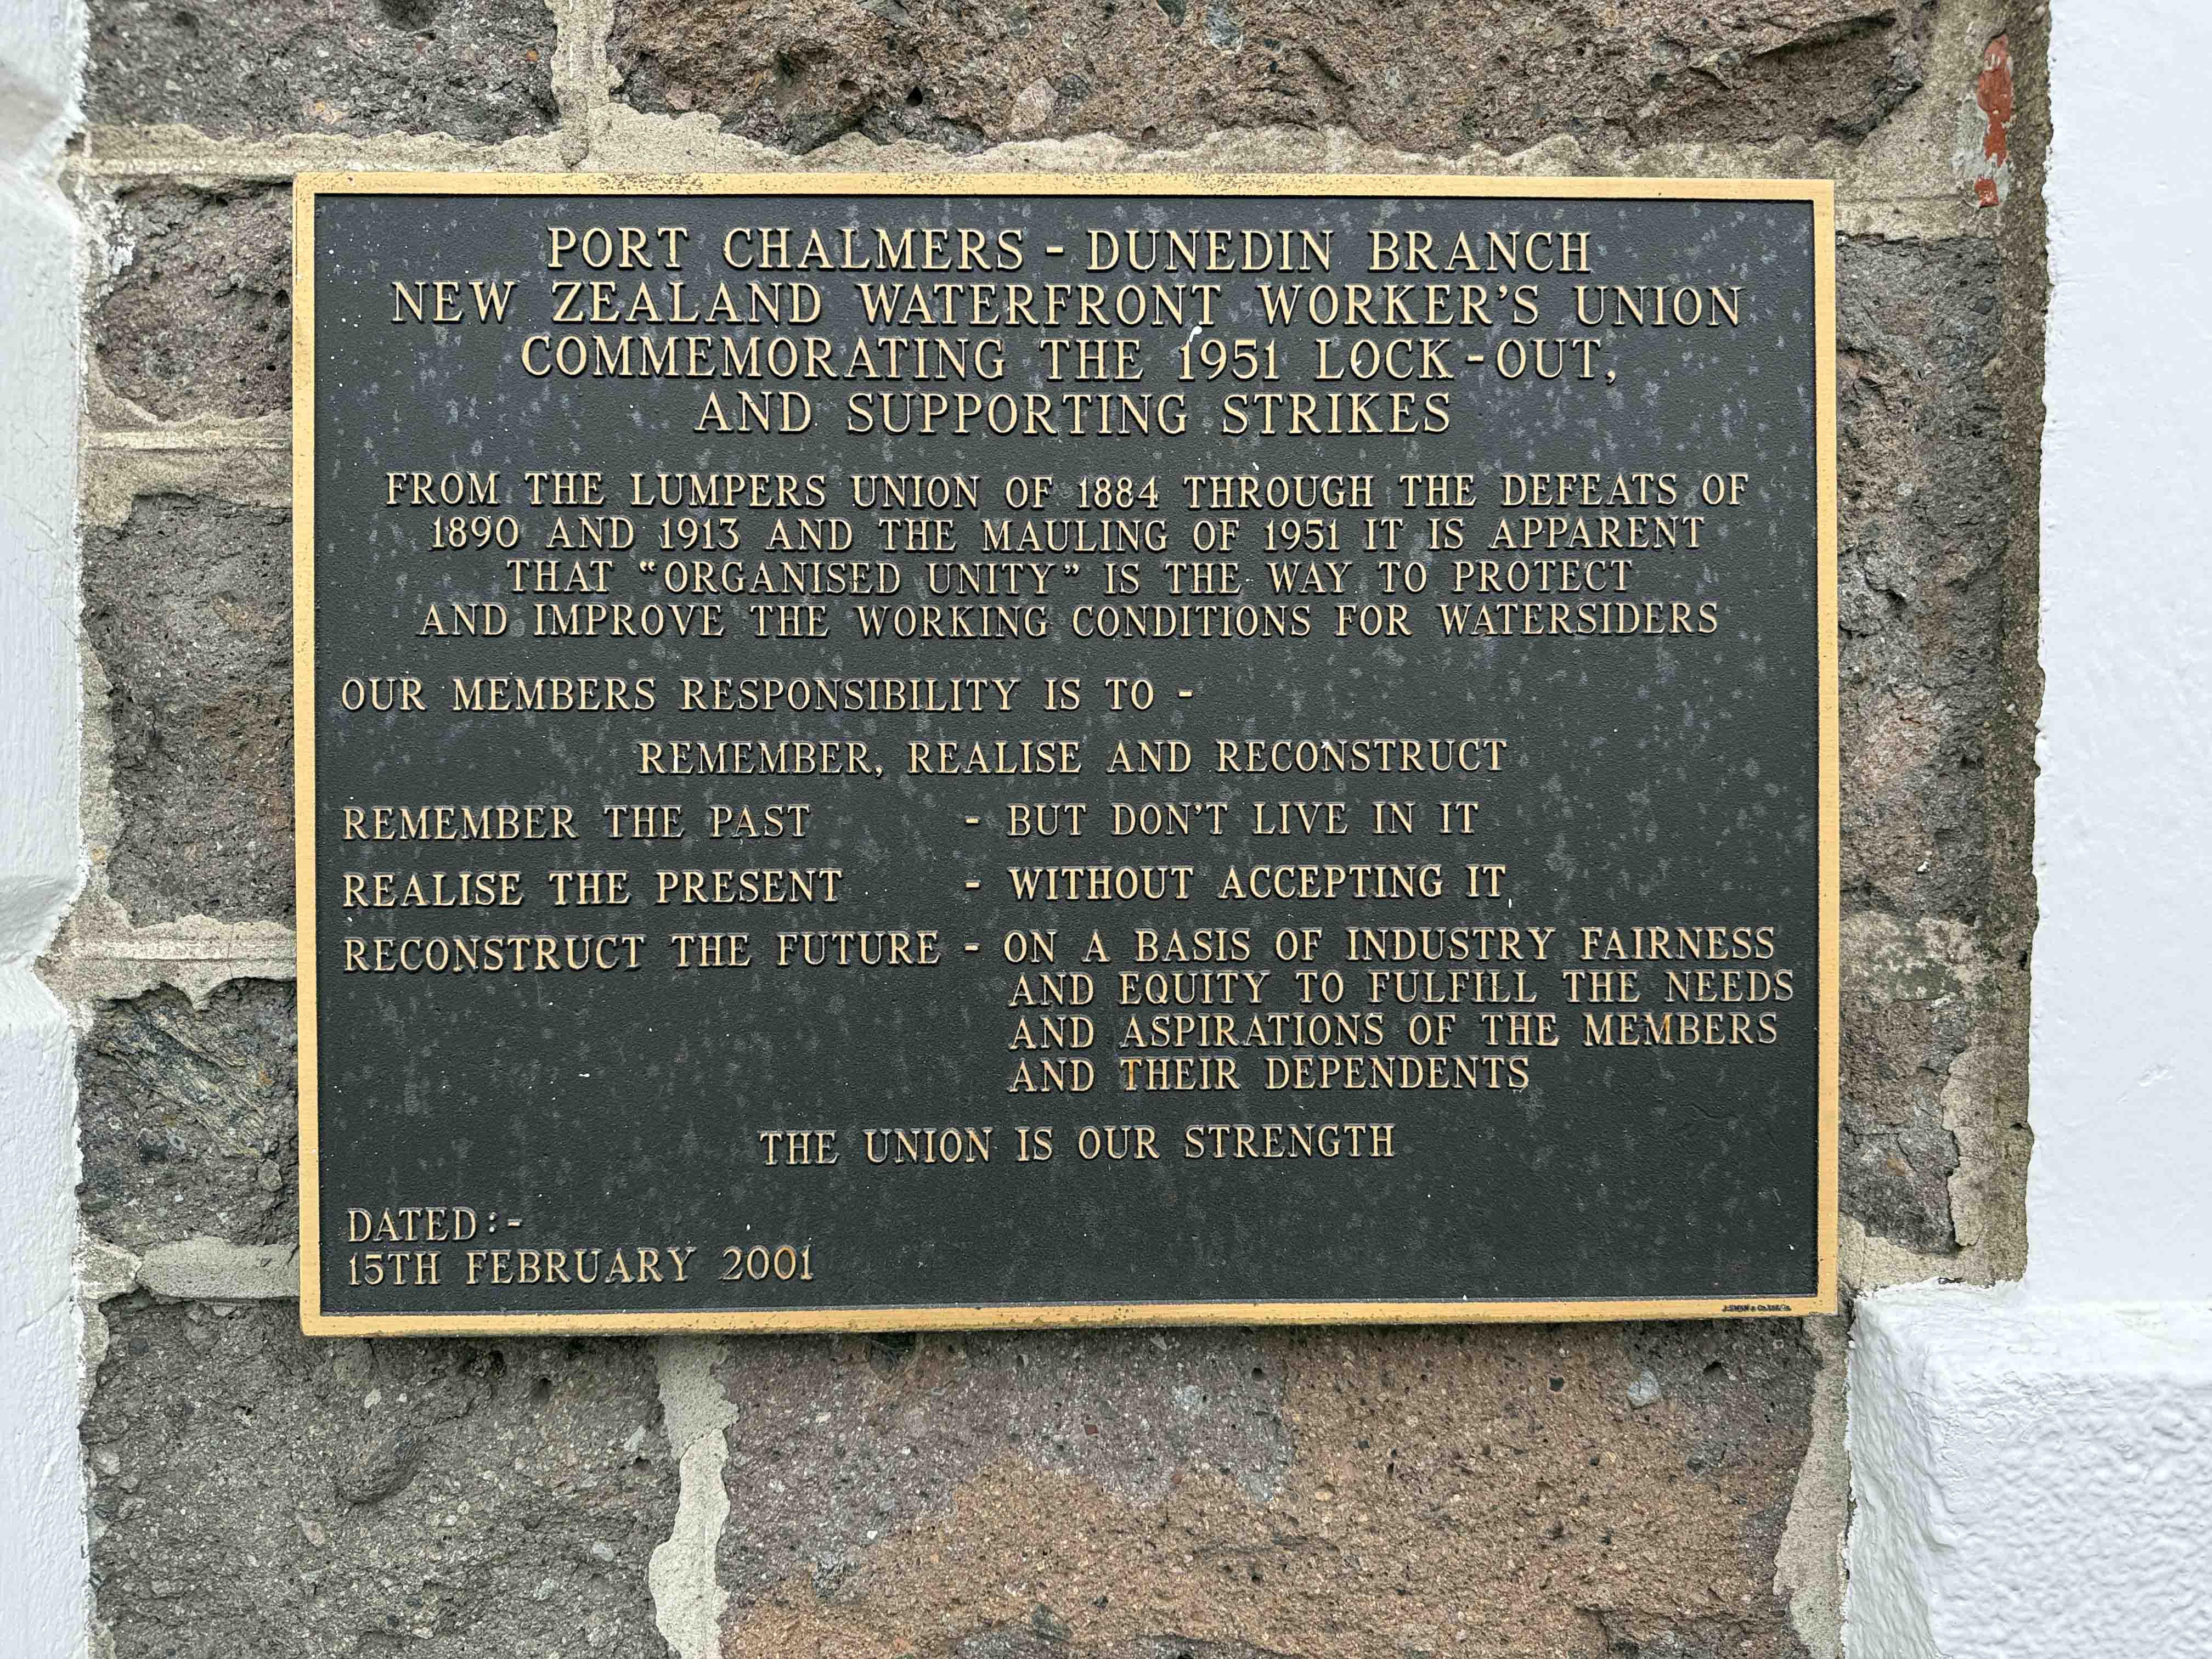 PORT CHALMERS - DUNEDIN BRANCH
NEW ZEALAND WATERFRONT WORKER'S UNION
COMMEMORATING THE 1951 LOCK-OUT,
AND SUPPORTING STRIKES
FROM THE LUMPERS UNION OF 1884 THROUGH THE DEFEATS OF
1890 AND 1913 AND THE MAULING OF 1951 IT IS APPARENT
THAT "ORGANISED UNITY" IS THE WAY TO PROTECT
AND IMPROVE THE WORKING CONDITIONS FOR WATERSIDERS
OUR MEMBERS RESPONSIBILITY IS TO -
REMEMBER, REALISE AND RECONSTRUCT
REMEMBER THE PAST - BUT DON'T LIVE IN IT
REALISE THE PRESENT - WITHOUT ACCEPTING IT
RECONSTRUCT THE FUTURE - ON A BASIS OF INDUSTRY FAIRNESS
AND EQUITY TO FULFILL THE NEEDS
AND ASPIRATIONS OF THE MEMBERS
AND THEIR DEPENDENTS
THE UNION IS OUR STRENGTH
DATED:-
15TH FEBRUARY 2001